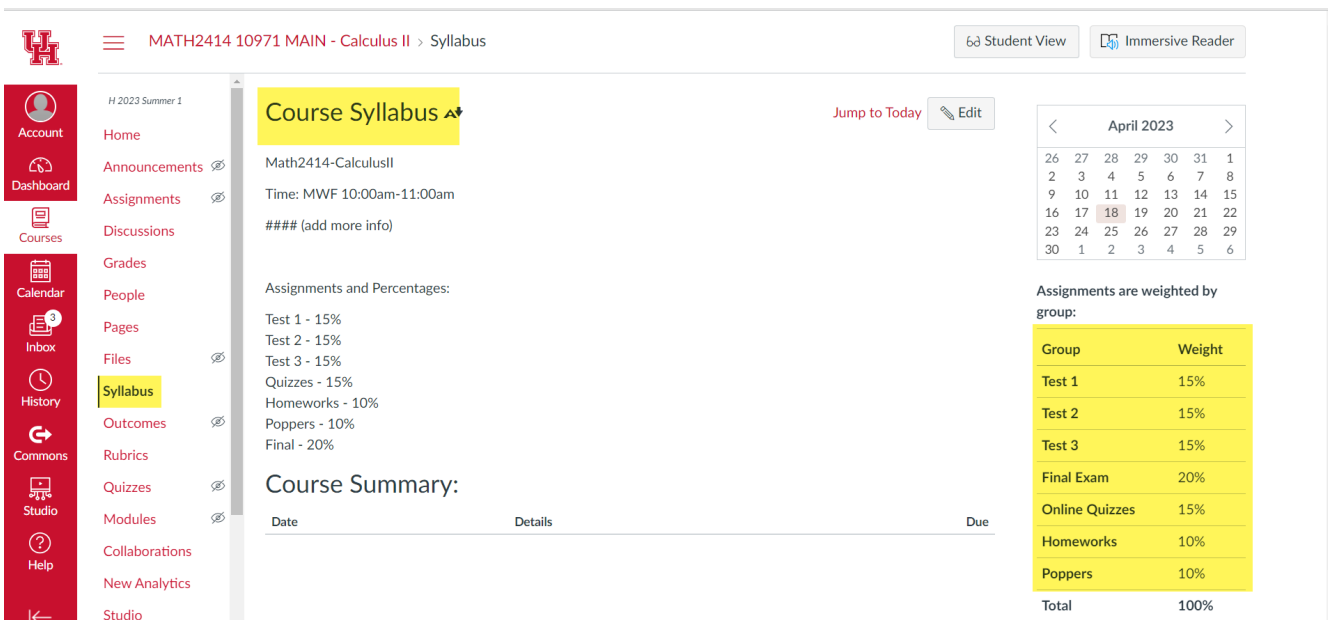 UH
MATH2414 10971 MAIN - Calculus II > Syllabus
Student View
Immersive Reader
Account
Dashboard
Courses
Calendar
3
Inbox
History
Commons
Studio
Help
H 2023 Summer 1
Home
Announcements
Assignments
Discussions
Grades
People
Pages
Files
Syllabus
Outcomes
Rubrics
Quizzes
Modules
Collaborations
New Analytics
Studio
Course Syllabus
Jump to Today
Edit
Math2414-CalculusII
Time: MWF 10:00am-11:00am
#### (add more info)
Assignments and Percentages:
Test 1 - 15%
Test 2 - 15%
Test 3 - 15%
Quizzes - 15%
Homeworks - 10%
Poppers - 10%
Final - 20%
Course Summary:
Date Details Due
< April 2023 >
26 27 28 29 30 31 1
2 3 4 5 6 7 8
9 10 11 12 13 14 15
16 17 18 19 20 21 22
23 24 25 26 27 28 29
30 1 2 3 4 5 6
Assignments are weighted by
group:
Group Weight
Test 1 15%
Test 2 15%
Test 3 15%
Final Exam 20%
Online Quizzes 15%
Homeworks 10%
Poppers 10%
Total 100%